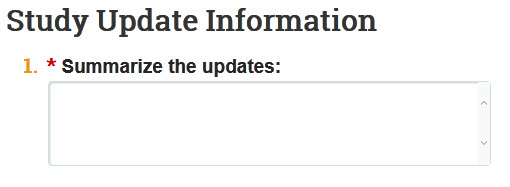 Study Update Information
1. * Summarize the updates: